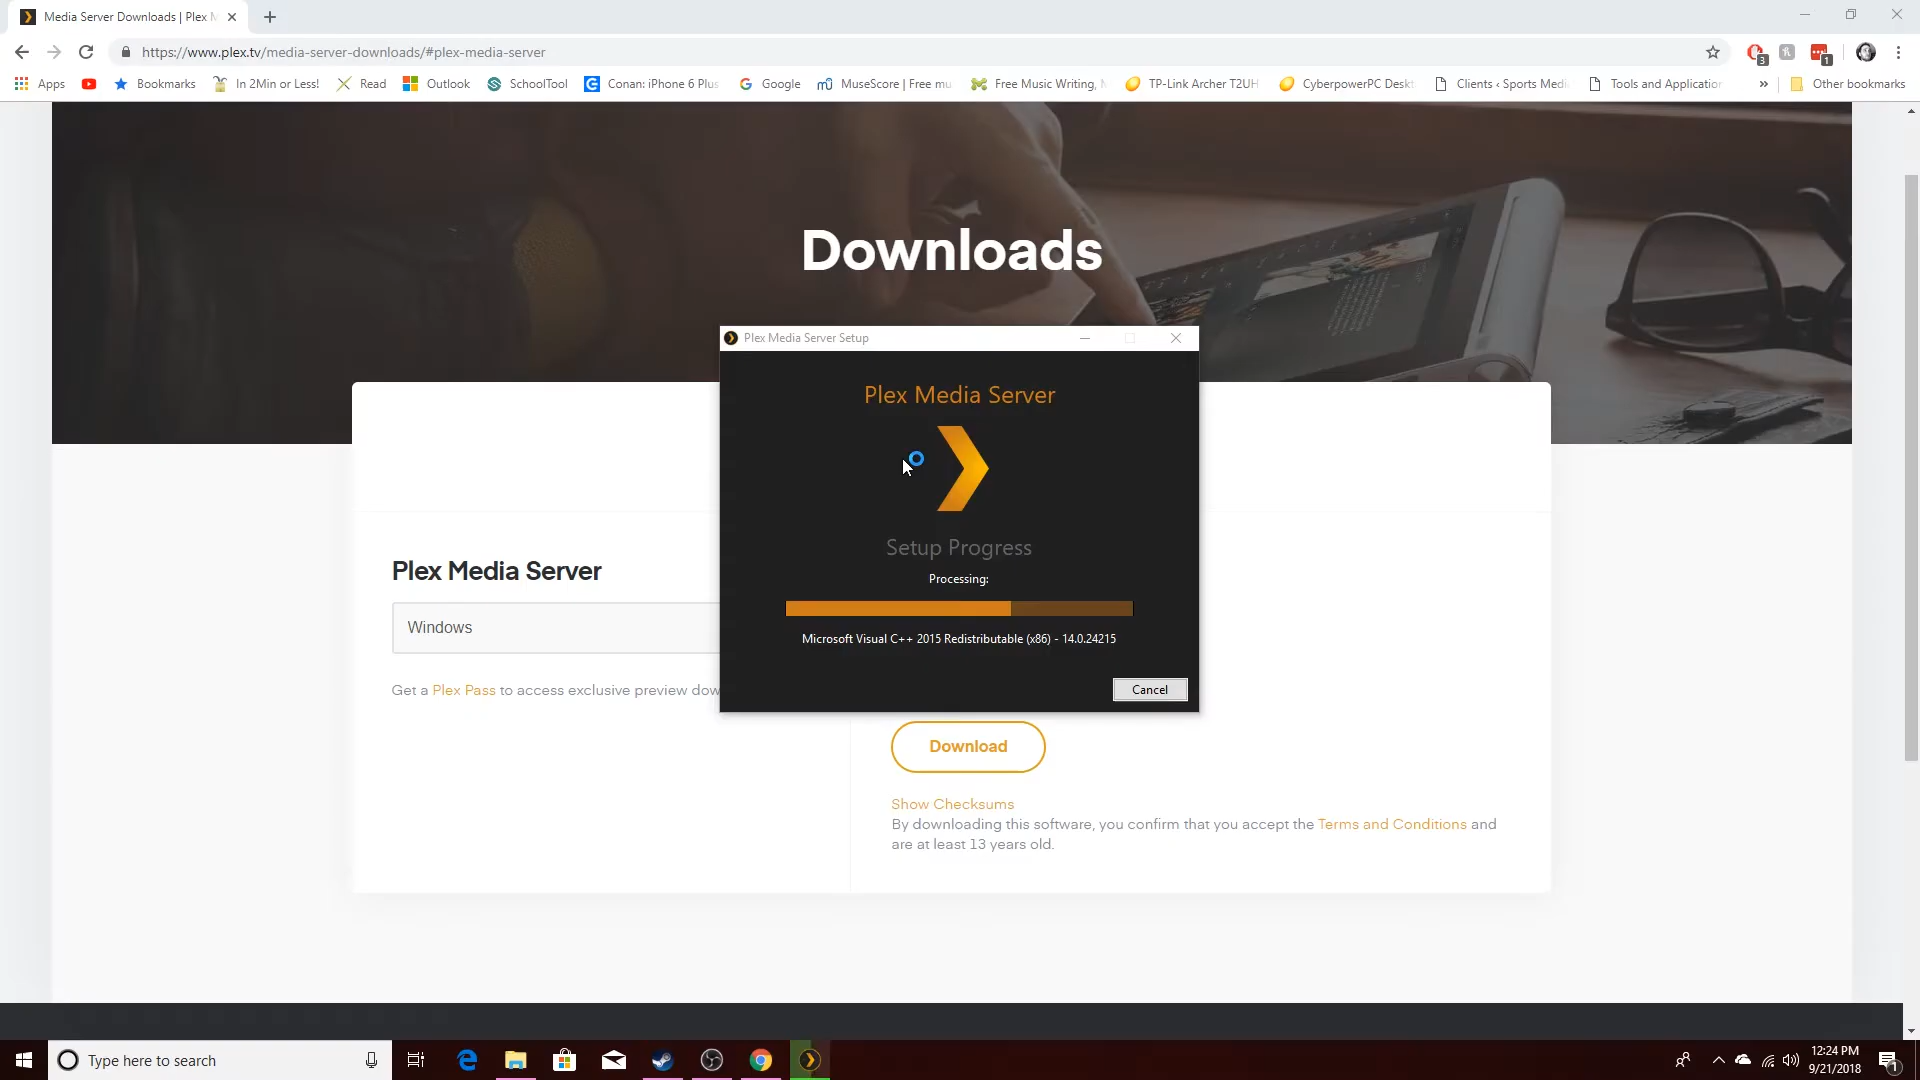 Media Server Downloads | Plex M
https://www.plex.tv/media-server-downloads/#plex-media-server
3
1
Apps
Bookmarks
In 2Min or Less!
Read
Outlook
SchoolTool
Conan: iPhone 6 Plus
Google
MuseScore | Free mu
Free Music Writing, N
TP-Link Archer T2UH
CyberpowerPC Deskt
Clients ‹ Sports Medi
Tools and Application
Other bookmarks
Downloads
Plex Media Server Setup
Plex Media Server
Setup Progress
Processing:
Microsoft Visual C++ 2015 Redistributable (x86) - 14.0.24215
Cancel
Plex Media Server
Windows
Get a Plex Pass to access exclusive preview dow
Download
Show Checksums
By downloading this software, you confirm that you accept the Terms and Conditions and
are at least 13 years old.
Type here to search
12:24 PM
9/21/2018
1